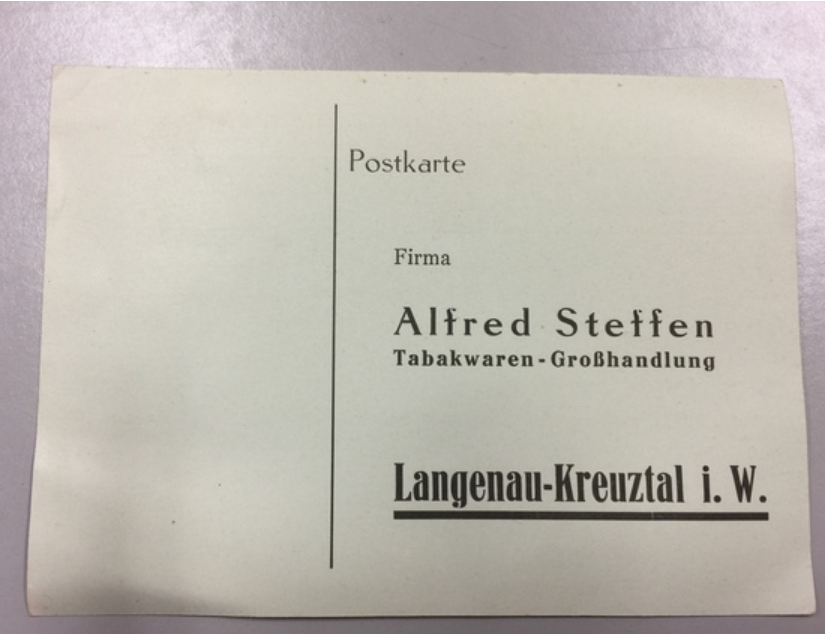 Postkarte
Firma
Alfred Steffen
Tabakwaren-Großhandlung
Langenau-Kreuztal i. W.